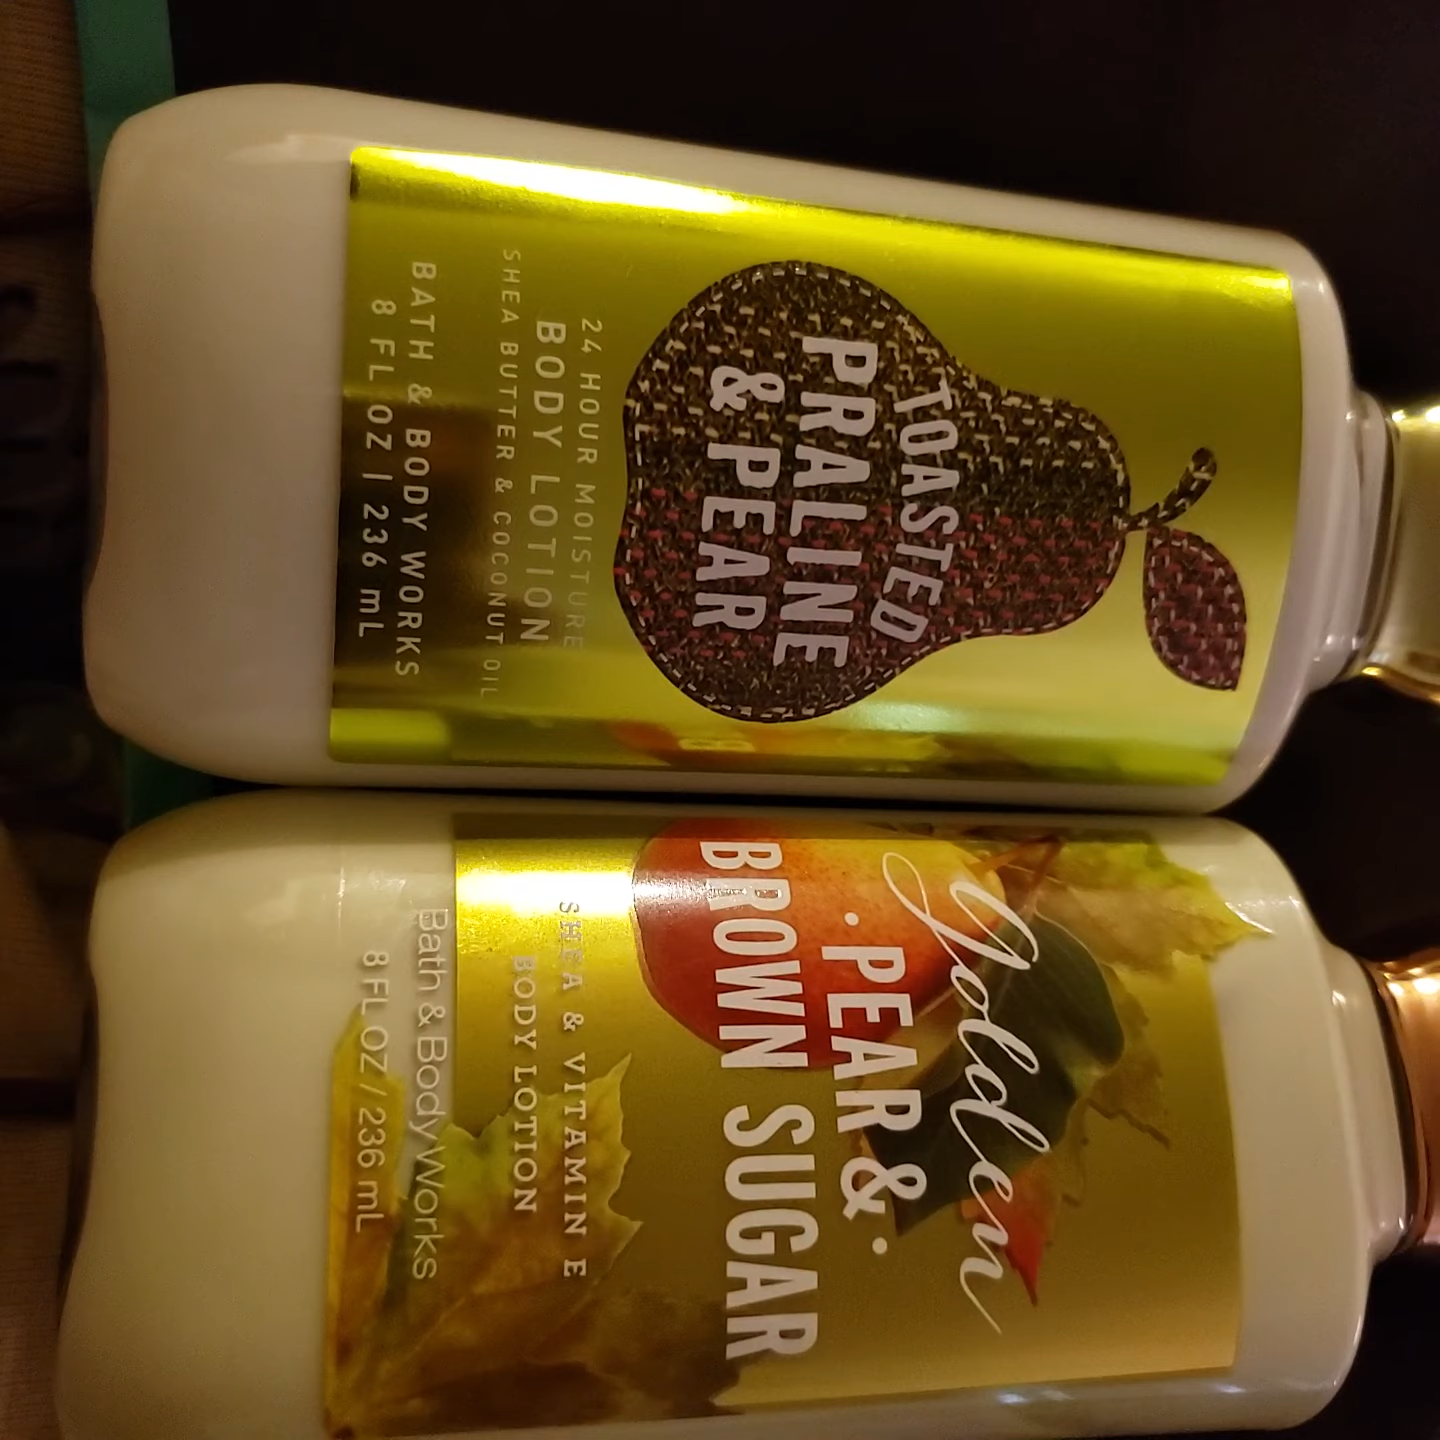 TOASTED
PRALINE
& PEAR
24 HOUR MOISTURE
BODY LOTION
SHEA BUTTER & COCONUT OIL
BATH & BODY WORKS
8 FL OZ | 236 mL
Golden
·PEAR &·
BROWN SUGAR
SHEA & VITAMIN E
BODY LOTION
Bath & Body Works
8 FL OZ / 236 mL